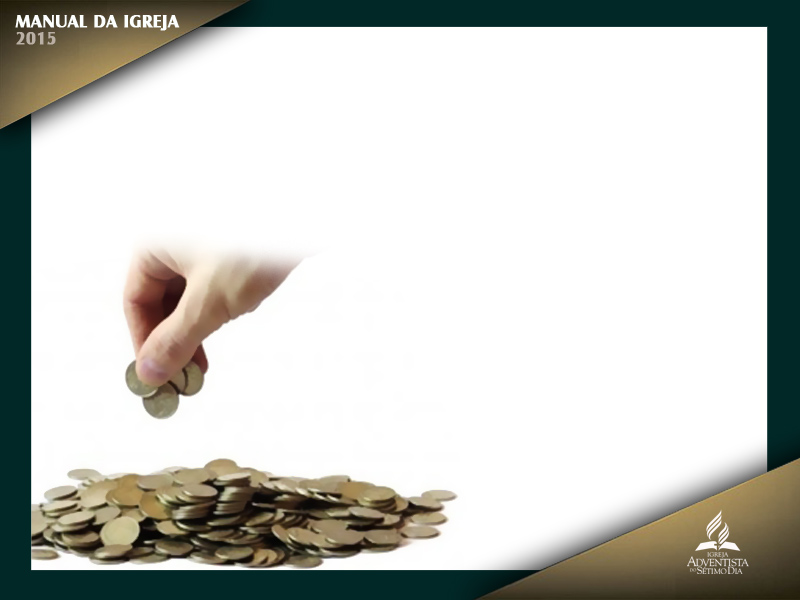 MANUAL DA IGREJA
2015
IGREJA
ADVENTISTA
DO SÉTIMO DIA